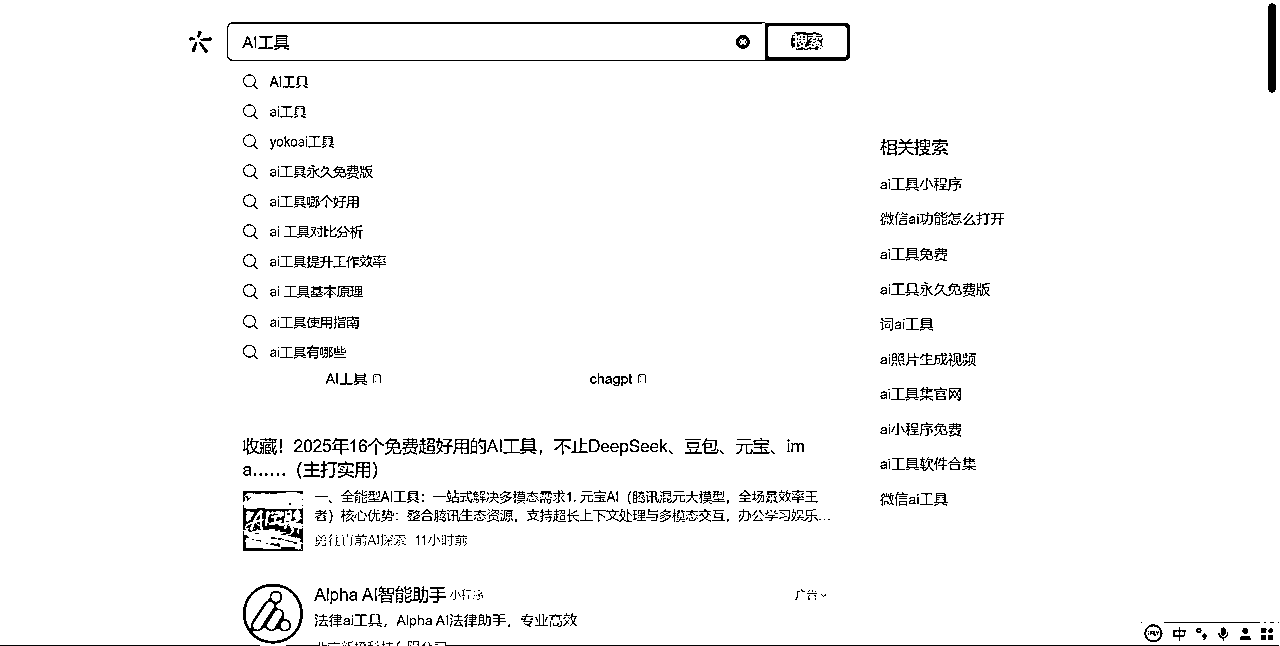 AI工具
搜索
AI工具
ai工具
yokoai工具
ai工具永久免费版
ai工具哪个好用
ai 工具对比分析
ai工具提升工作效率
ai 工具基本原理
ai工具使用指南
ai工具有哪些
AI工具
chagpt
收藏！2025年16个免费超好用的AI工具，不止DeepSeek、豆包、元宝、im
a……（主打实用）
一、全能型AI工具：一站式解决多模态需求1. 元宝AI（腾讯混元大模型，全场景效率王
者）核心优势：整合腾讯生态资源，支持超长上下文处理与多模态交互，办公学习娱乐...
勇往直前AI探索 11小时前
Alpha AI智能助手 小程序
广告
法律ai工具，Alpha AI法律助手，专业高效
相关搜索
ai工具小程序
微信ai功能怎么打开
ai工具免费
ai工具永久免费版
词ai工具
ai照片生成视频
ai工具集官网
ai小程序免费
ai工具软件合集
微信ai工具
中